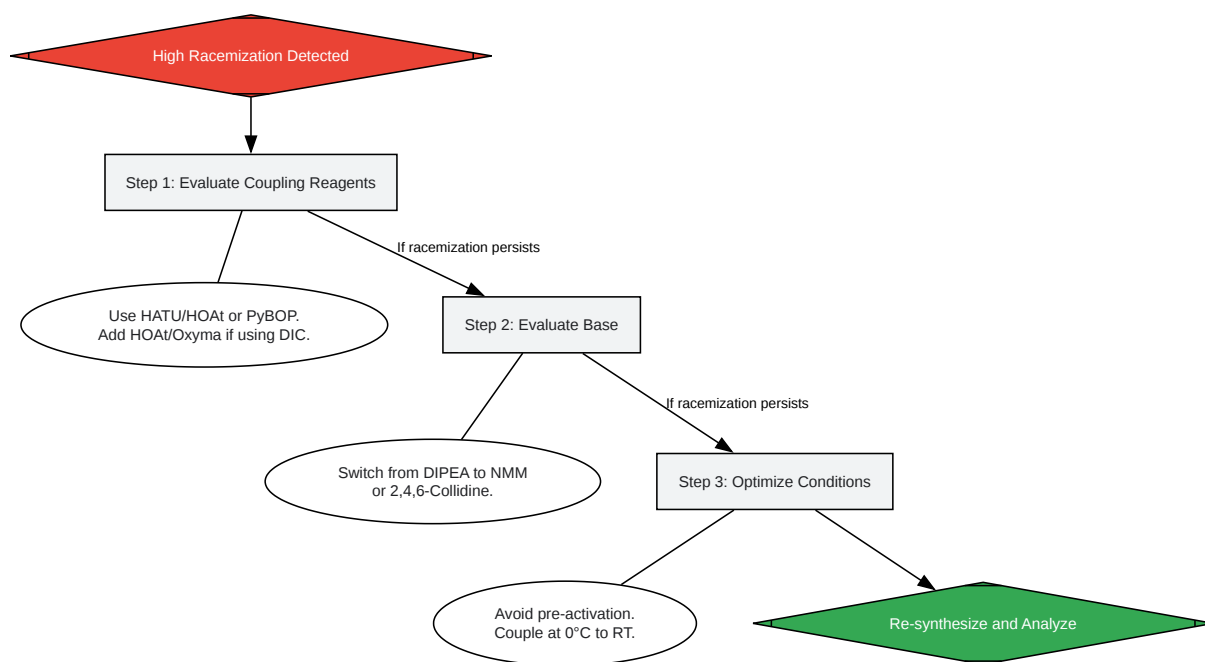 High Racemization Detected
Step 1: Evaluate Coupling Reagents
If racemization persists
Use HATU/HOAt or PyBOP.
Add HOAt/Oxyma if using DIC.
Step 2: Evaluate Base
If racemization persists
Switch from DIPEA to NMM
or 2,4,6-Collidine.
Step 3: Optimize Conditions
Avoid pre-activation.
Couple at 0°C to RT.
Re-synthesize and Analyze